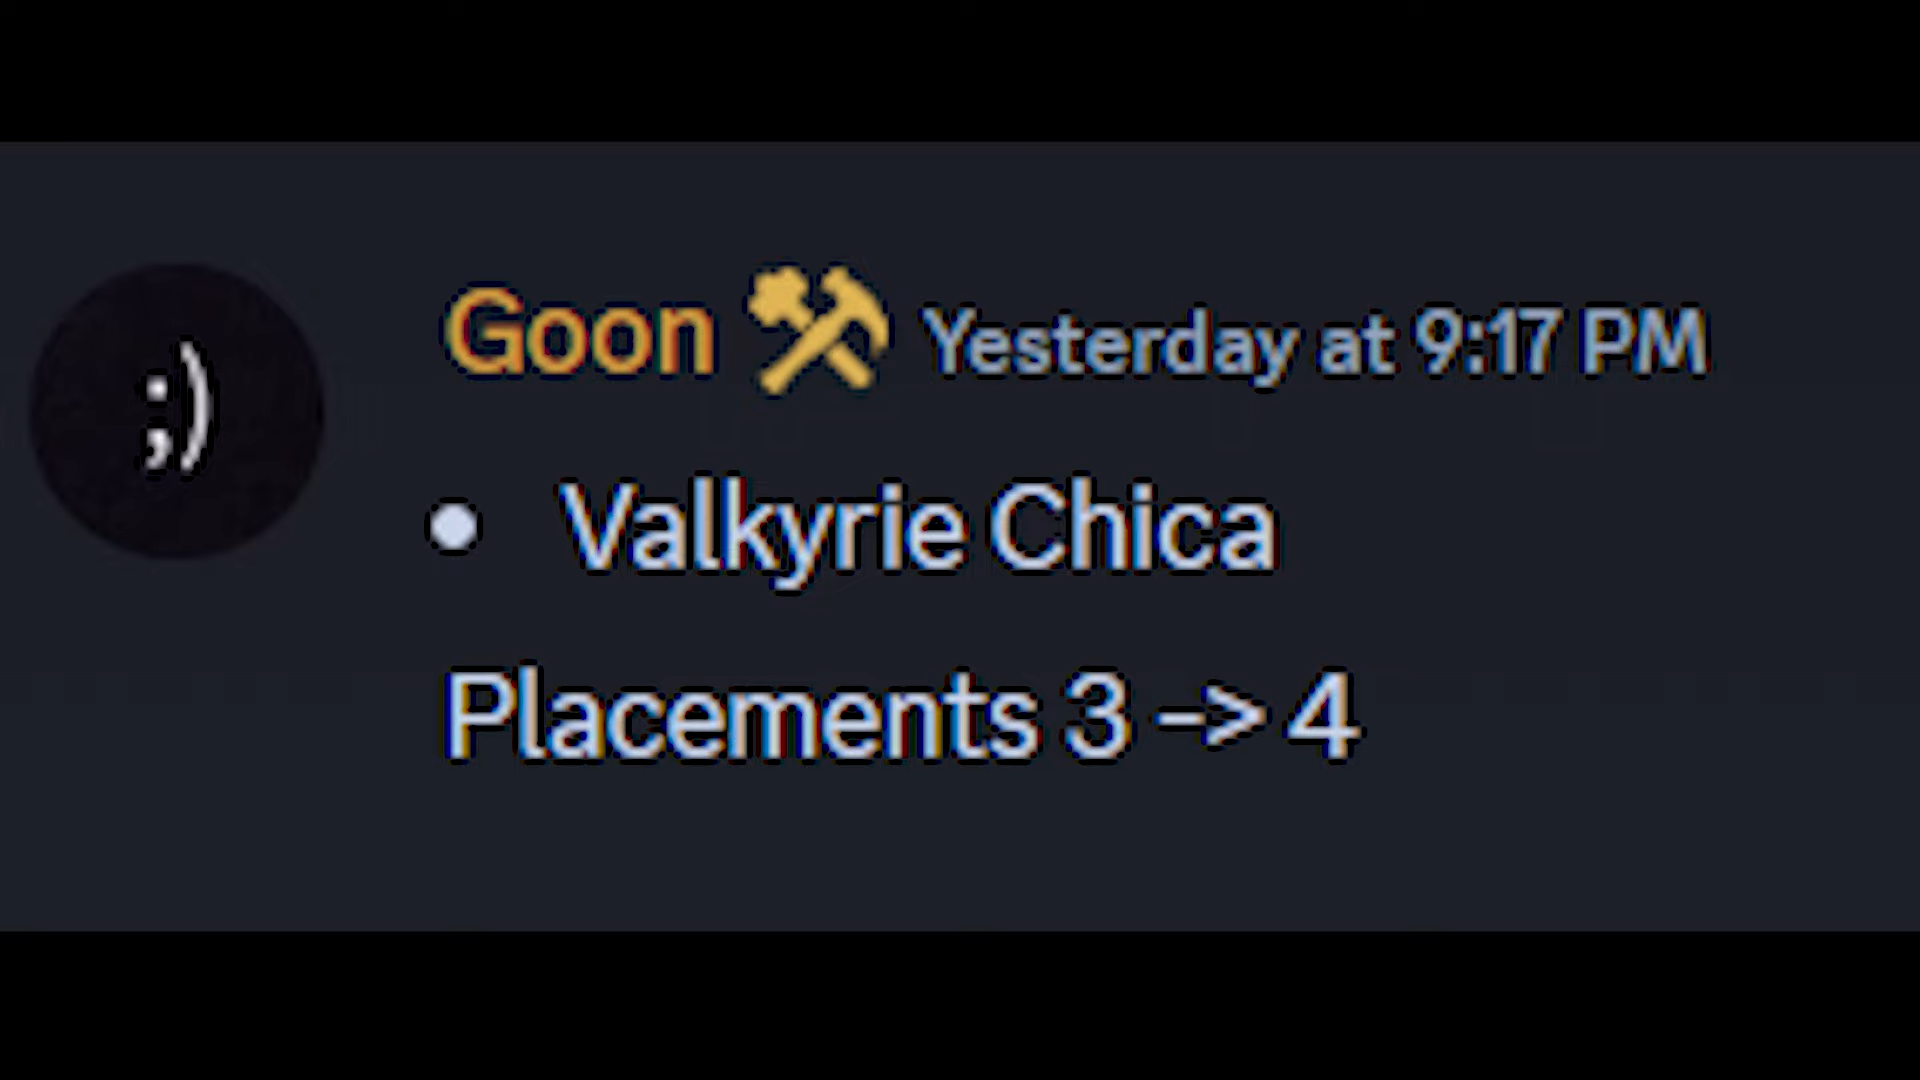 ;)
Goon Yesterday at 9:17 PM
• Valkyrie Chica
Placements 3 -> 4